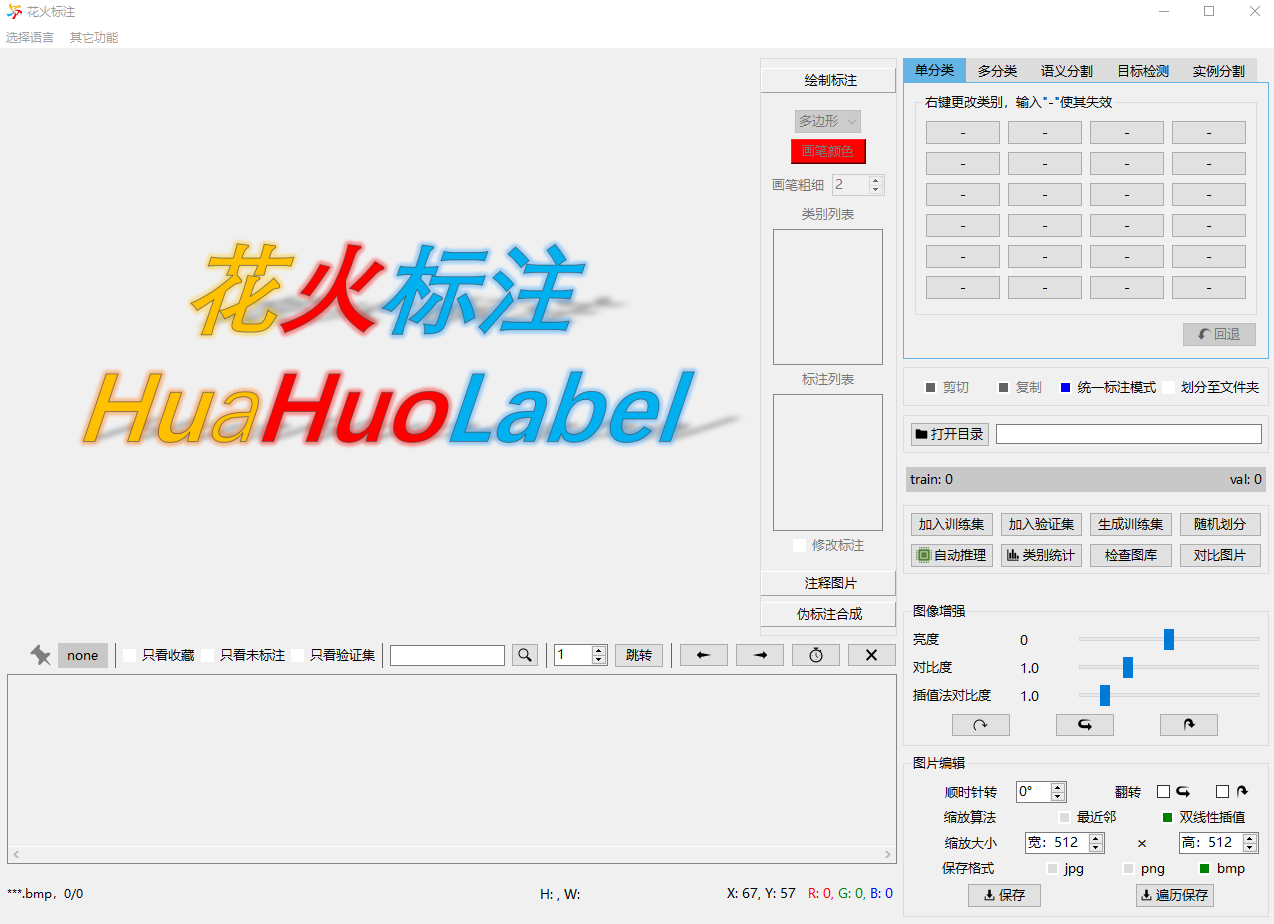 花火标注
选择语言 其它功能
花火标注
HuaHuoLabel
绘制标注
多边形
画笔颜色
画笔粗细 2
类别列表
标注列表
修改标注
注释图片
伪标注合成
单分类 多分类 语义分割 目标检测 实例分割
右键更改类别，输入"-"使其失效
- - - -
- - - -
- - - -
- - - -
- - - -
- - - -
回退
剪切 复制 统一标注模式 划分至文件夹
打开目录
train: 0 val: 0
加入训练集 加入验证集 生成训练集 随机划分
自动推理 类别统计 检查图库 对比图片
图像增强
亮度 0
对比度 1.0
插值法对比度 1.0
图片编辑
顺时针转 0° 翻转
缩放算法 最近邻 双线性插值
缩放大小 宽: 512 × 高: 512
保存格式 jpg png bmp
保存 遍历保存
none 只看收藏 只看未标注 只看验证集 1 跳转
***.bmp，0/0 H: , W: X: 67, Y: 57 R: 0, G: 0, B: 0